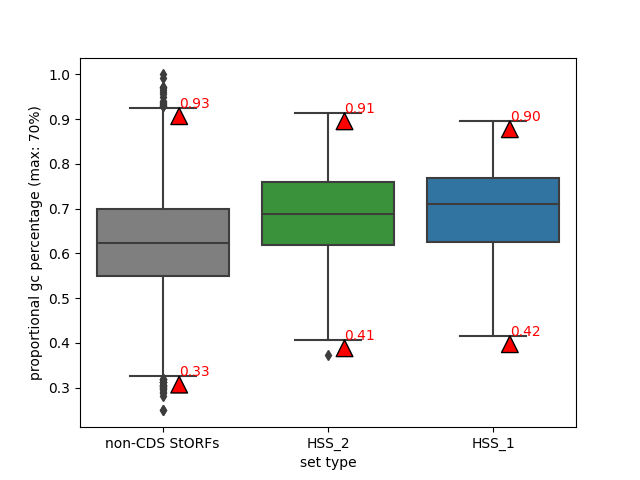 1.0
0.9
0.8
0.7
0.6
0.5
0.4
0.3
proportional gc percentage (max: 70%)
0.93
0.91
0.90
0.33
0.41
0.42
non-CDS StORFs
HSS_2
HSS_1
set type